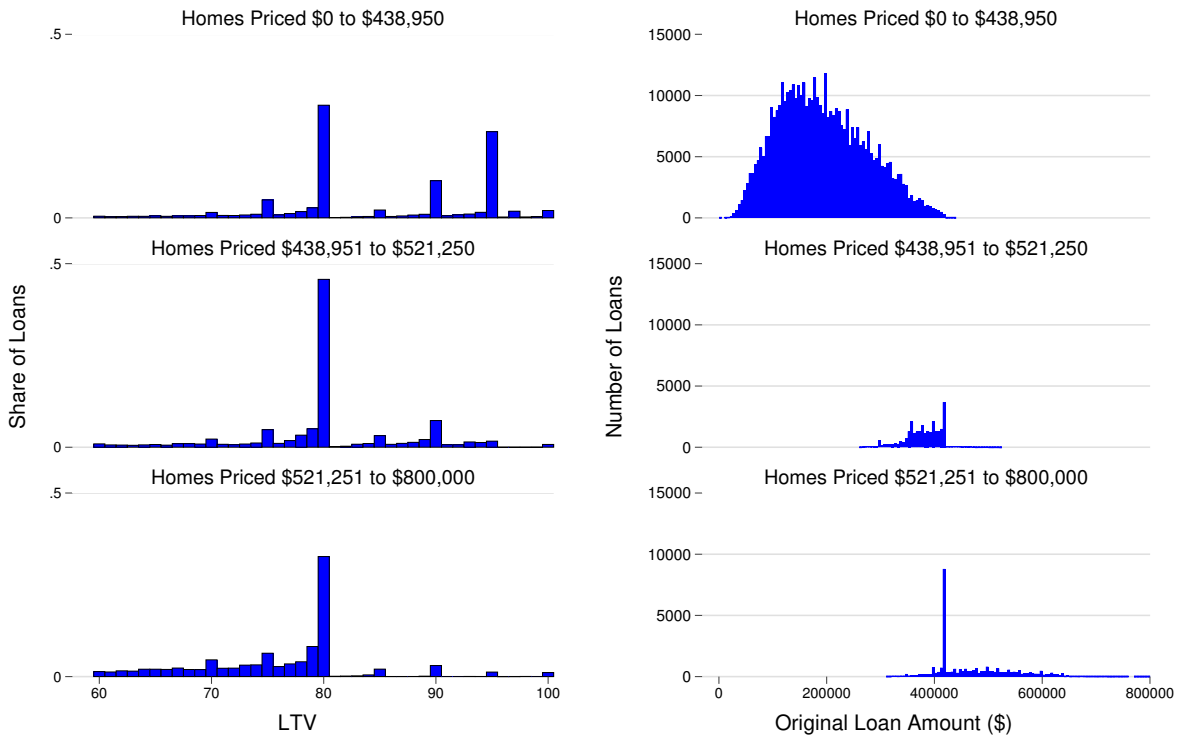 Homes Priced $0 to $438,950
.5
0
Homes Priced $438,951 to $521,250
.5
0
Homes Priced $521,251 to $800,000
.5
0
60 70 80 90 100
LTV
Share of Loans
Homes Priced $0 to $438,950
15000
10000
5000
0
Homes Priced $438,951 to $521,250
15000
10000
5000
0
Homes Priced $521,251 to $800,000
15000
10000
5000
0
0 200000 400000 600000 800000
Original Loan Amount ($)
Number of Loans